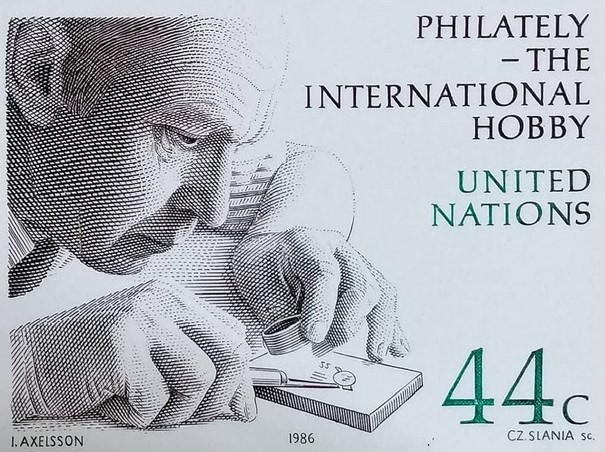 PHILATELY
– THE
INTERNATIONAL
HOBBY
UNITED
NATIONS
44c
I. AXELSSON
1986
CZ. SLANIA SC.